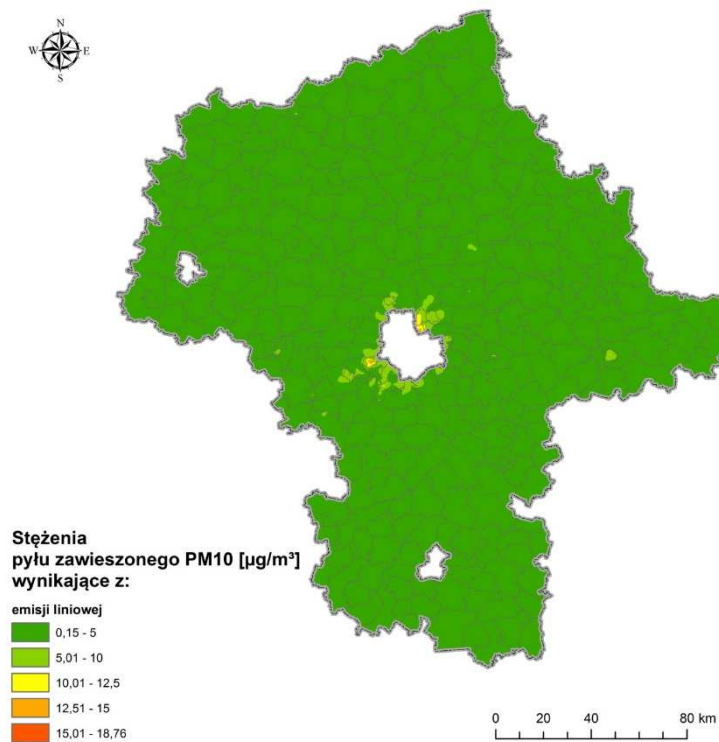 N
W E
S
Stężenia
pyłu zawieszonego PM10 [µg/m³]
wynikające z:
emisji liniowej
0,15 - 5
5,01 - 10
10,01 - 12,5
12,51 - 15
15,01 - 18,76
0 20 40 80 km